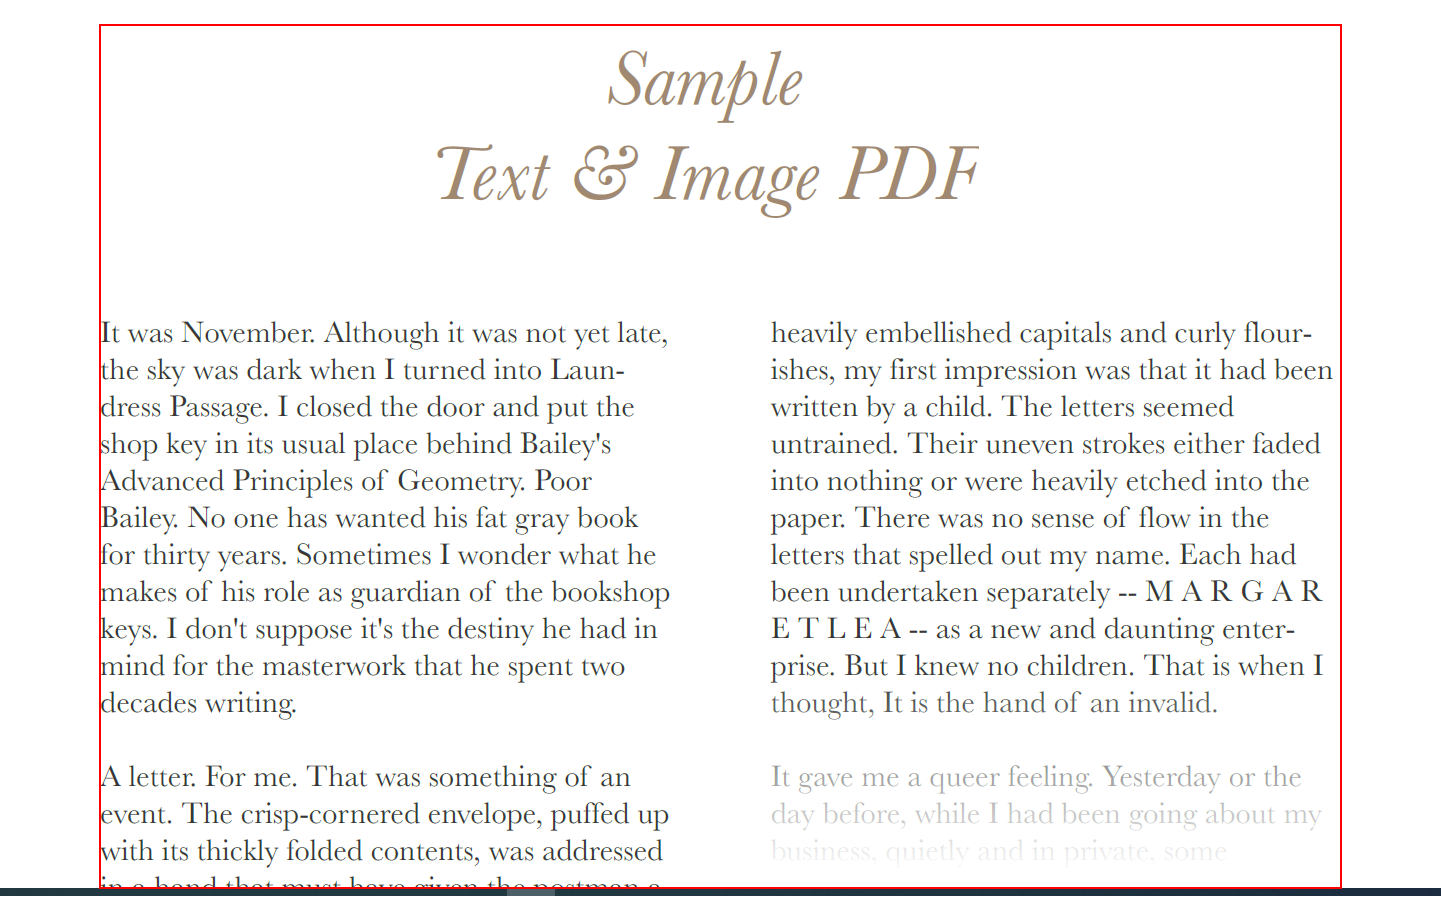 Sample
Text & Image PDF
It was November. Although it was not yet late,
the sky was dark when I turned into Laun-
dress Passage. I closed the door and put the
shop key in its usual place behind Bailey's
Advanced Principles of Geometry. Poor
Bailey. No one has wanted his fat gray book
for thirty years. Sometimes I wonder what he
makes of his role as guardian of the bookshop
keys. I don't suppose it's the destiny he had in
mind for the masterwork that he spent two
decades writing.
A letter. For me. That was something of an
event. The crisp-cornered envelope, puffed up
with its thickly folded contents, was addressed
in a hand that must have given the postman a
heavily embellished capitals and curly flour-
ishes, my first impression was that it had been
written by a child. The letters seemed
untrained. Their uneven strokes either faded
into nothing or were heavily etched into the
paper. There was no sense of flow in the
letters that spelled out my name. Each had
been undertaken separately -- M A R G A R
E T L E A -- as a new and daunting enter-
prise. But I knew no children. That is when I
thought, It is the hand of an invalid.
It gave me a queer feeling. Yesterday or the
day before, while I had been going about my
business, quietly and in private, some